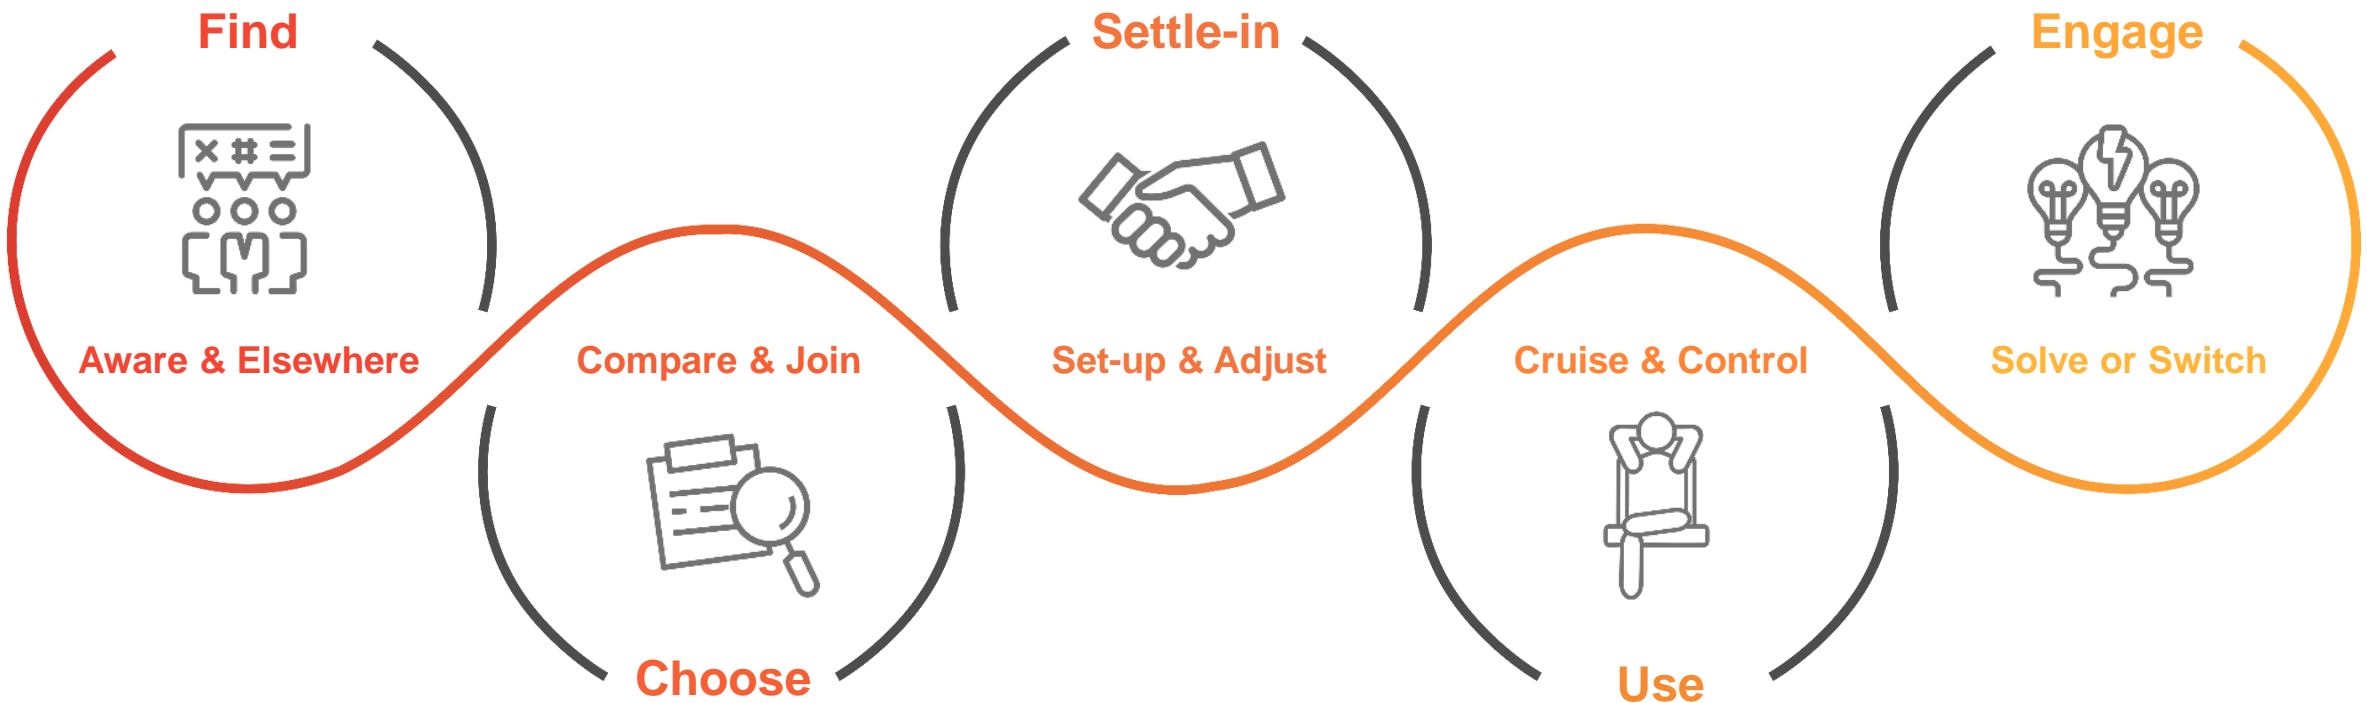 Find
Aware & Elsewhere
Compare & Join
Choose
Settle-in
Set-up & Adjust
Cruise & Control
Use
Engage
Solve or Switch